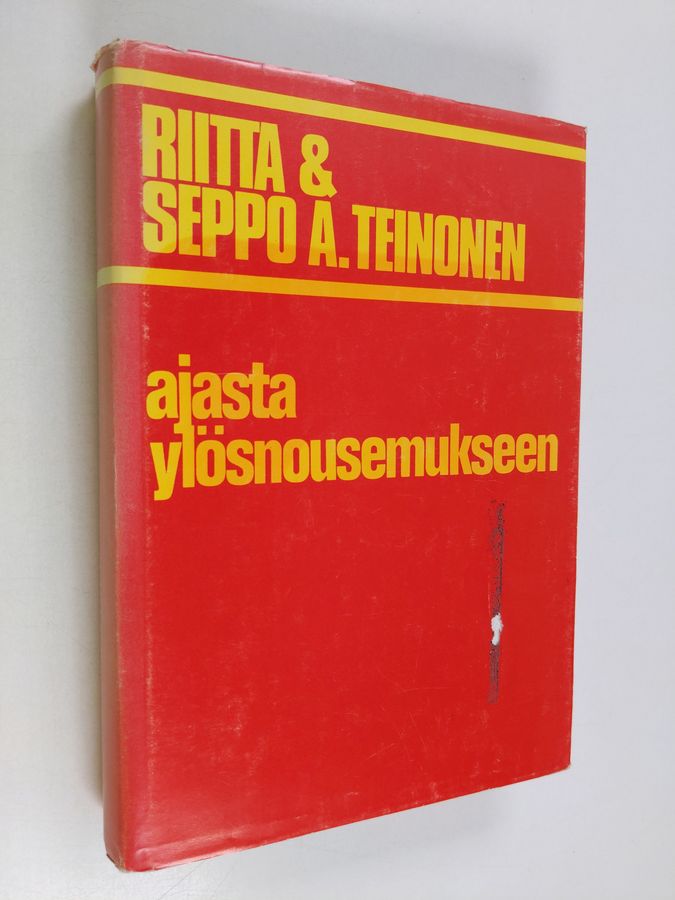 RIITTA &
SEPPO A. TEINONEN
ajasta
ylösnousemukseen